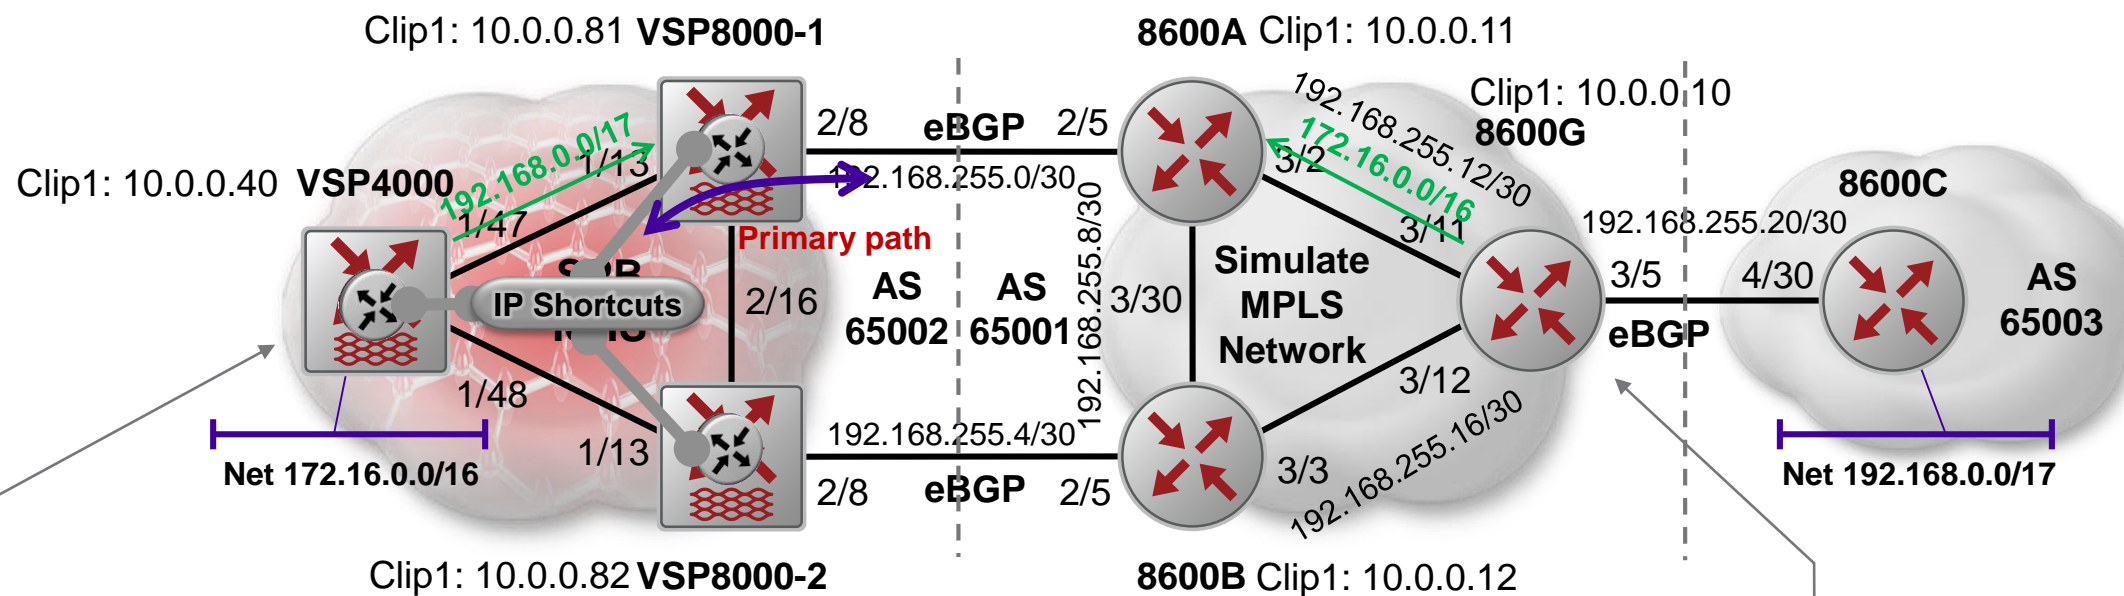 Clip1: 10.0.0.81 VSP8000-1
8600A Clip1: 10.0.0.11
Clip1: 10.0.0.10
8600G
2/8
eBGP
2/5
192.168.255.0/30
192.168.255.12/30
172.16.0.0/16
3/2
3/11
192.168.0.0/17
1/13
1/47
Clip1: 10.0.0.40 VSP4000
Primary path
8600C
192.168.255.20/30
3/5
4/30
eBGP
AS
65003
IP Shortcuts
2/16
AS
65002
AS
65001
192.168.255.8/30
3/30
Simulate
MPLS
Network
3/12
192.168.255.16/30
3/3
1/48
1/13
192.168.255.4/30
2/8
eBGP
2/5
Net 172.16.0.0/16
Net 192.168.0.0/17
Clip1: 10.0.0.82 VSP8000-2
8600B Clip1: 10.0.0.12